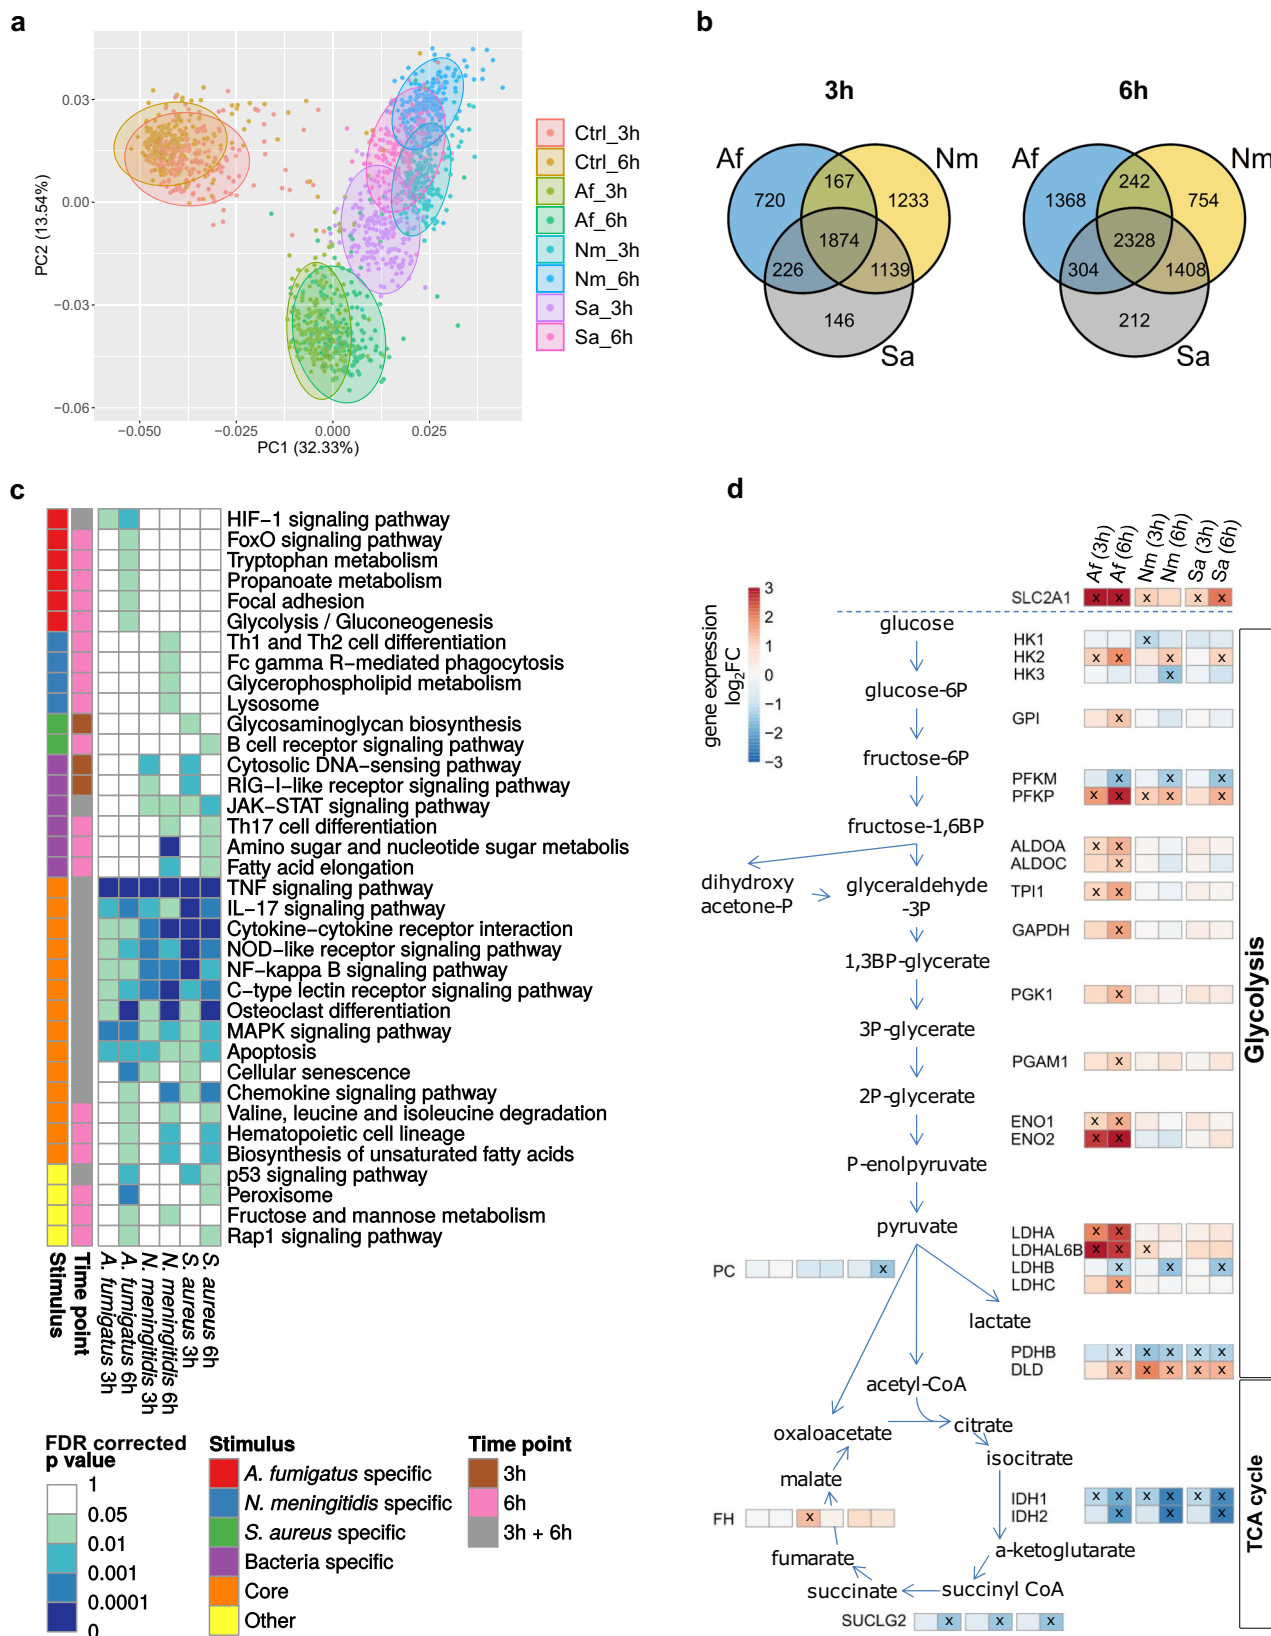 a
0.03
0.00
−0.03
−0.06
−0.050
−0.025
0.000
0.025
PC1 (32.33%)
PC2 (13.54%)
Ctrl_3h
Ctrl_6h
Af_3h
Af_6h
Nm_3h
Nm_6h
Sa_3h
Sa_6h
b
3h
Af
Nm
Sa
720
167
1233
1874
226
1139
146
6h
Af
Nm
Sa
1368
242
754
2328
304
1408
212
c
HIF−1 signaling pathway
FoxO signaling pathway
Tryptophan metabolism
Propanoate metabolism
Focal adhesion
Glycolysis / Gluconeogenesis
Th1 and Th2 cell differentiation
Fc gamma R−mediated phagocytosis
Glycerophospholipid metabolism
Lysosome
Glycosaminoglycan biosynthesis
B cell receptor signaling pathway
Cytosolic DNA−sensing pathway
RIG−I−like receptor signaling pathway
JAK−STAT signaling pathway
Th17 cell differentiation
Amino sugar and nucleotide sugar metabolis
Fatty acid elongation
TNF signaling pathway
IL−17 signaling pathway
Cytokine−cytokine receptor interaction
NOD−like receptor signaling pathway
NF−kappa B signaling pathway
C−type lectin receptor signaling pathway
Osteoclast differentiation
MAPK signaling pathway
Apoptosis
Cellular senescence
Chemokine signaling pathway
Valine, leucine and isoleucine degradation
Hematopoietic cell lineage
Biosynthesis of unsaturated fatty acids
p53 signaling pathway
Peroxisome
Fructose and mannose metabolism
Rap1 signaling pathway
Stimulus
Time point
A. fumigatus 3h
A. fumigatus 6h
N. meningitidis 3h
N. meningitidis 6h
S. aureus 3h
S. aureus 6h
FDR corrected
p value
1
0.05
0.01
0.001
0.0001
0
Stimulus
A. fumigatus specific
N. meningitidis specific
S. aureus specific
Bacteria specific
Core
Other
Time point
3h
6h
3h + 6h
d
gene expression
log2FC
3
2
1
0
−1
−2
−3
Af (3h)
Af (6h)
Nm (3h)
Nm (6h)
Sa (3h)
Sa (6h)
SLC2A1 x x x x x
glucose
HK1 x
HK2 x x x x
HK3 x
glucose-6P
GPI x
fructose-6P
PFKM x x x
PFKP x x x x x
fructose-1,6BP
ALDOA x x
ALDOC x
dihydroxy
acetone-P
glyceraldehyde
-3P
TPI1 x x
GAPDH x
1,3BP-glycerate
PGK1 x
3P-glycerate
PGAM1 x
2P-glycerate
ENO1 x x
ENO2 x x
P-enolpyruvate
pyruvate
LDHA x x
LDHAL6B x x x
LDHB x x x
LDHC x
PC x
lactate
PDHB x x x x x
DLD x x x x x
Glycolysis
acetyl-CoA
oxaloacetate
citrate
isocitrate
malate
IDH1 x x x x x x
IDH2 x x x
FH x
a-ketoglutarate
fumarate
succinate
succinyl CoA
SUCLG2 x x x
TCA cycle